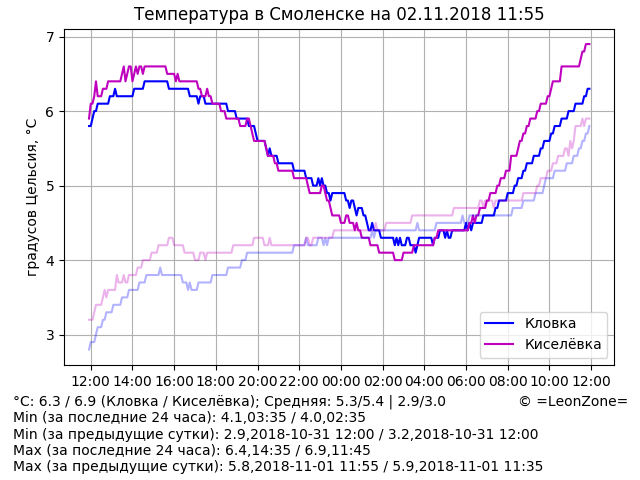 Температура в Смоленске на 02.11.2018 11:55
градусов Цельсия, °C
7
6
5
4
3
Кловка
Киселёвка
12:00 14:00 16:00 18:00 20:00 22:00 00:00 02:00 04:00 06:00 08:00 10:00 12:00
°C: 6.3 / 6.9 (Кловка / Киселёвка); Средняя: 5.3/5.4 | 2.9/3.0 © =LeonZone=
Min (за последние 24 часа): 4.1,03:35 / 4.0,02:35
Min (за предыдущие сутки): 2.9,2018-10-31 12:00 / 3.2,2018-10-31 12:00
Max (за последние 24 часа): 6.4,14:35 / 6.9,11:45
Max (за предыдущие сутки): 5.8,2018-11-01 11:55 / 5.9,2018-11-01 11:35